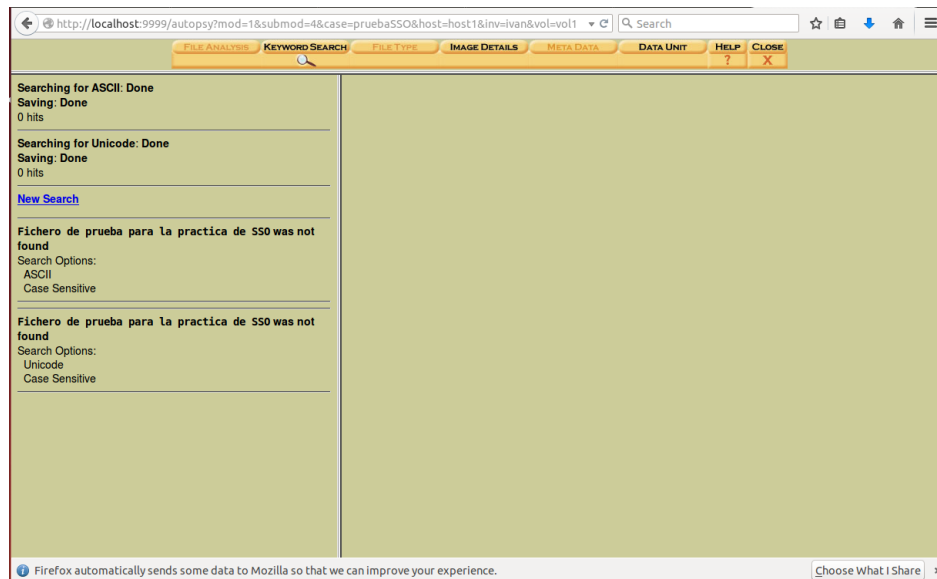 http://localhost:9999/autopsy?mod=1&submod=4&case=pruebaSSO&host=host1&inv=ivan&vol=vol1
Search
FILE ANALYSIS KEYWORD SEARCH FILE TYPE IMAGE DETAILS META DATA DATA UNIT HELP CLOSE
? X
Searching for ASCII: Done
Saving: Done
0 hits
Searching for Unicode: Done
Saving: Done
0 hits
New Search
Fichero de prueba para la practica de SSO was not
found
Search Options:
ASCII
Case Sensitive
Fichero de prueba para la practica de SSO was not
found
Search Options:
Unicode
Case Sensitive
Firefox automatically sends some data to Mozilla so that we can improve your experience. Choose What I Share